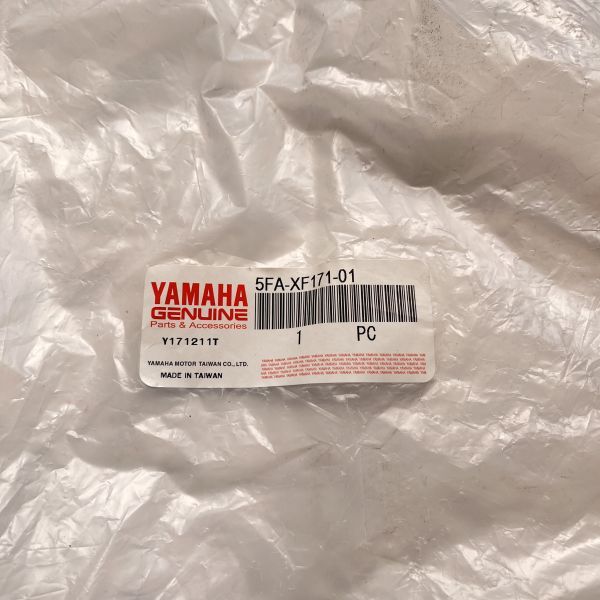 YAMAHA
GENUINE
Parts & Accessories
5FA-XF171-01
1 PC
Y171211T
YAMAHA MOTOR TAIWAN CO., LTD.
MADE IN TAIWAN